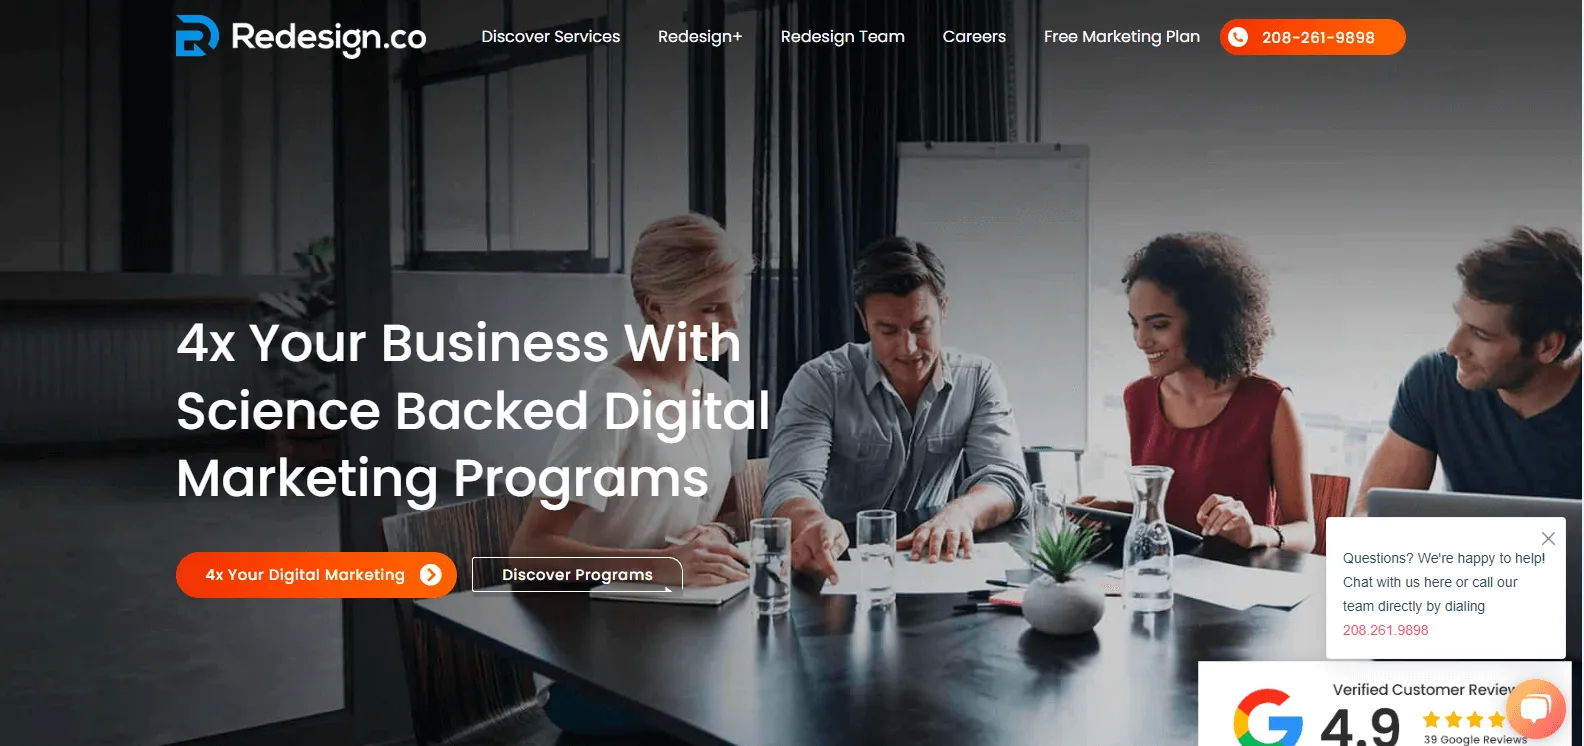 Redesign.co
Discover Services
Redesign+
Redesign Team
Careers
Free Marketing Plan
208-261-9898
4x Your Business With
Science Backed Digital
Marketing Programs
4x Your Digital Marketing
Discover Programs
Questions? We're happy to help!
Chat with us here or call our
team directly by dialing
208.261.9898
Verified Customer
4.9
39 Google Reviews